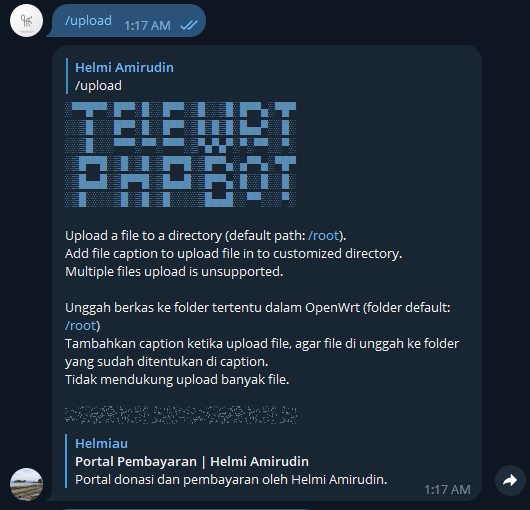 /upload
1:17 AM
Helmi Amirudin
/upload
TELEWRT
PHPBOT
Upload a file to a directory (default path: /root).
Add file caption to upload file in to customized directory.
Multiple files upload is unsupported.
Unggah berkas ke folder tertentu dalam OpenWrt (folder default:
/root)
Tambahkan caption ketika upload file, agar file di unggah ke folder
yang sudah ditentukan di caption.
Tidak mendukung upload banyak file.
Helmiau
Portal Pembayaran | Helmi Amirudin
Portal donasi dan pembayaran oleh Helmi Amirudin.
1:17 AM